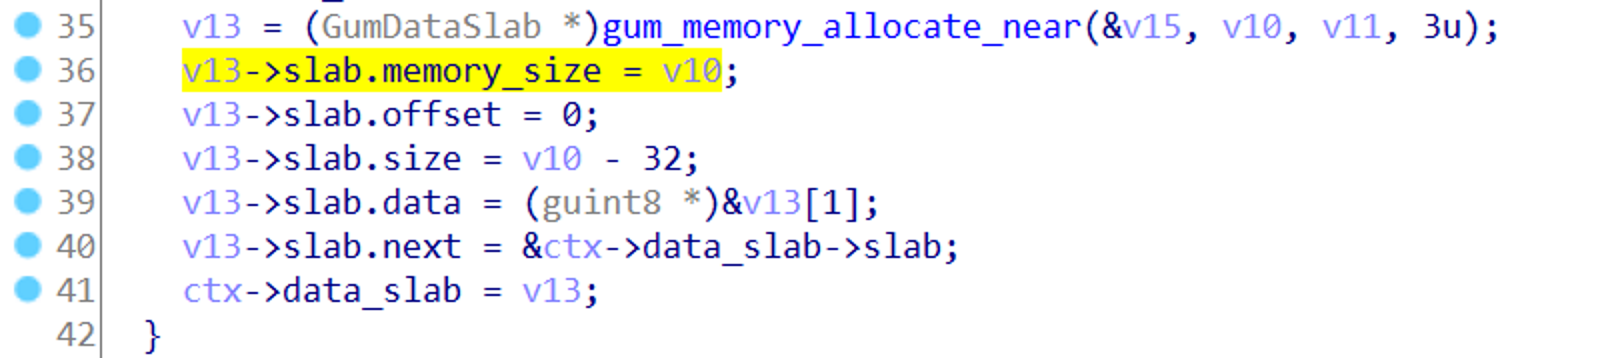 35 v13 = (GumDataSlab *)gum_memory_allocate_near(&v15, v10, v11, 3u);
36 v13->slab.memory_size = v10;
37 v13->slab.offset = 0;
38 v13->slab.size = v10 - 32;
39 v13->slab.data = (guint8 *)&v13[1];
40 v13->slab.next = &ctx->data_slab->slab;
41 ctx->data_slab = v13;
42 }